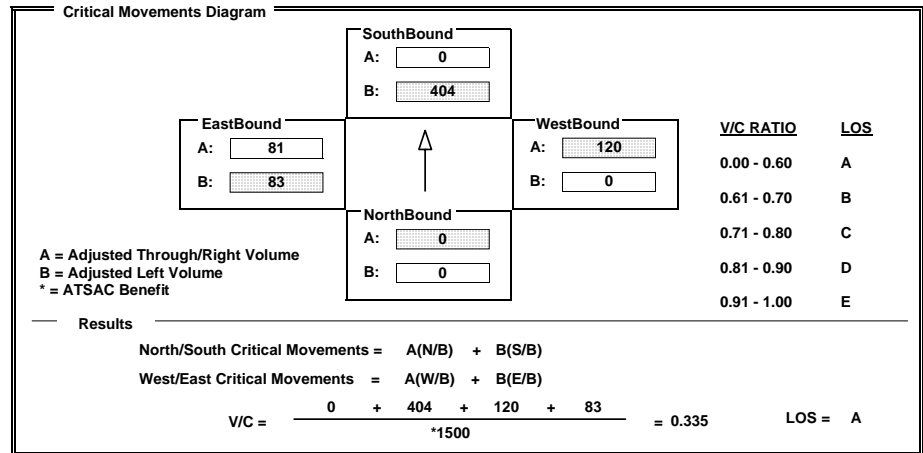 Critical Movements Diagram
SouthBound
A: 0
B: 404
EastBound
A: 81
B: 83
WestBound
A: 120
B: 0
NorthBound
A: 0
B: 0
V/C RATIO LOS
0.00 - 0.60 A
0.61 - 0.70 B
0.71 - 0.80 C
0.81 - 0.90 D
0.91 - 1.00 E
A = Adjusted Through/Right Volume
B = Adjusted Left Volume
* = ATSAC Benefit
Results
North/South Critical Movements = A(N/B) + B(S/B)
West/East Critical Movements = A(W/B) + B(E/B)
V/C = 0 + 404 + 120 + 83 = 0.335 LOS = A
*1500